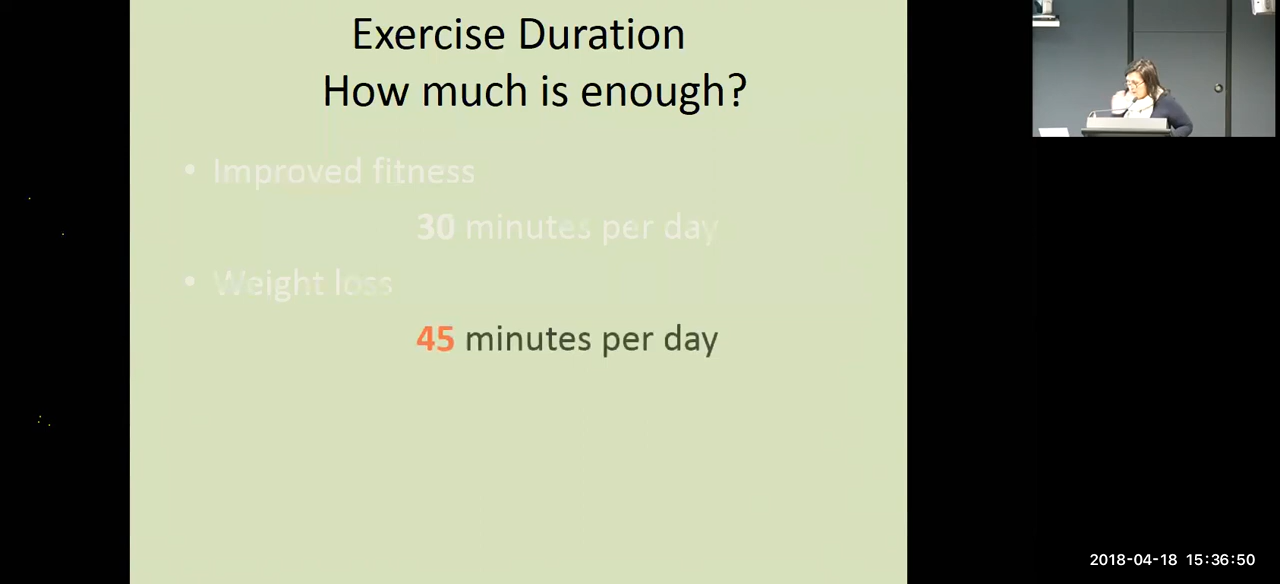 Exercise Duration
How much is enough?
• Improved fitness
30 minutes per day
• Weight loss
45 minutes per day
2018-04-18 15:36:50